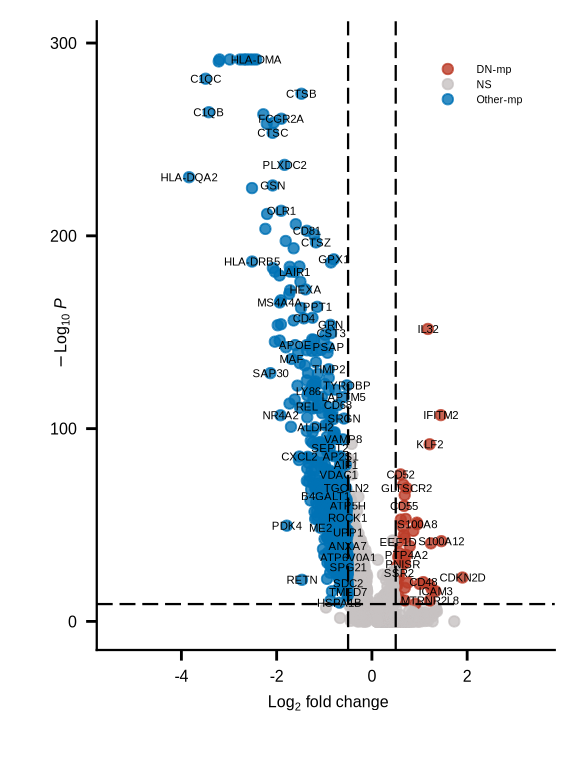 300
HLA-DMA
DN-mp
C1QC
NS
CTSB
Other-mp
C1QB
FCGR2A
CTSC
PLXDC2
HLA-DQA2
GSN
OLR1
CD81
200
CTSZ
HLA-DRB5
GPX1
LAIR1
HEXA
MS4A4A
PPT1
CD4
GRN
IL32
CST3
APOE
PSAP
MAF
TIMP2
SAP30
TYROBP
LY86
LAPTM5
REL
CD63
NR4A2
SRGN
IFITM2
100
ALDH2
VAMP8
KLF2
SEPT2
CXCL2
AP2S1
AIF1
VDAC1
CD52
TGOLN2
GLTSCR2
B4GALT1
ATP5H
CD55
ROCK1
PDK4
ME2
S100A8
UPP1
ANXA7
EEF1D
S100A12
ATP6V0A1
PTP4A2
SPG21
PNISR
SSR2
RETN
SDC2
CD48
CDKN2D
TMED7
ICAM3
HSPA1B
MTRNR2L8
0
− Log10 P
-4
-2
0
2
Log2 fold change